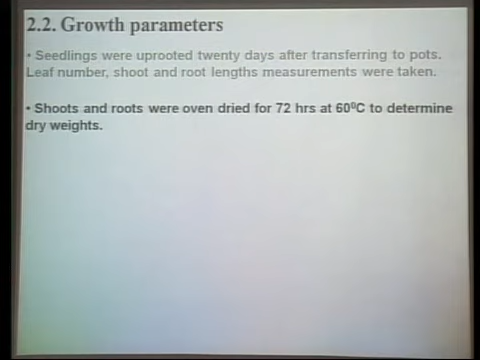 2.2. Growth parameters
• Seedlings were uprooted twenty days after transferring to pots.
Leaf number, shoot and root lengths measurements were taken.
• Shoots and roots were oven dried for 72 hrs at 60⁰C to determine
dry weights.